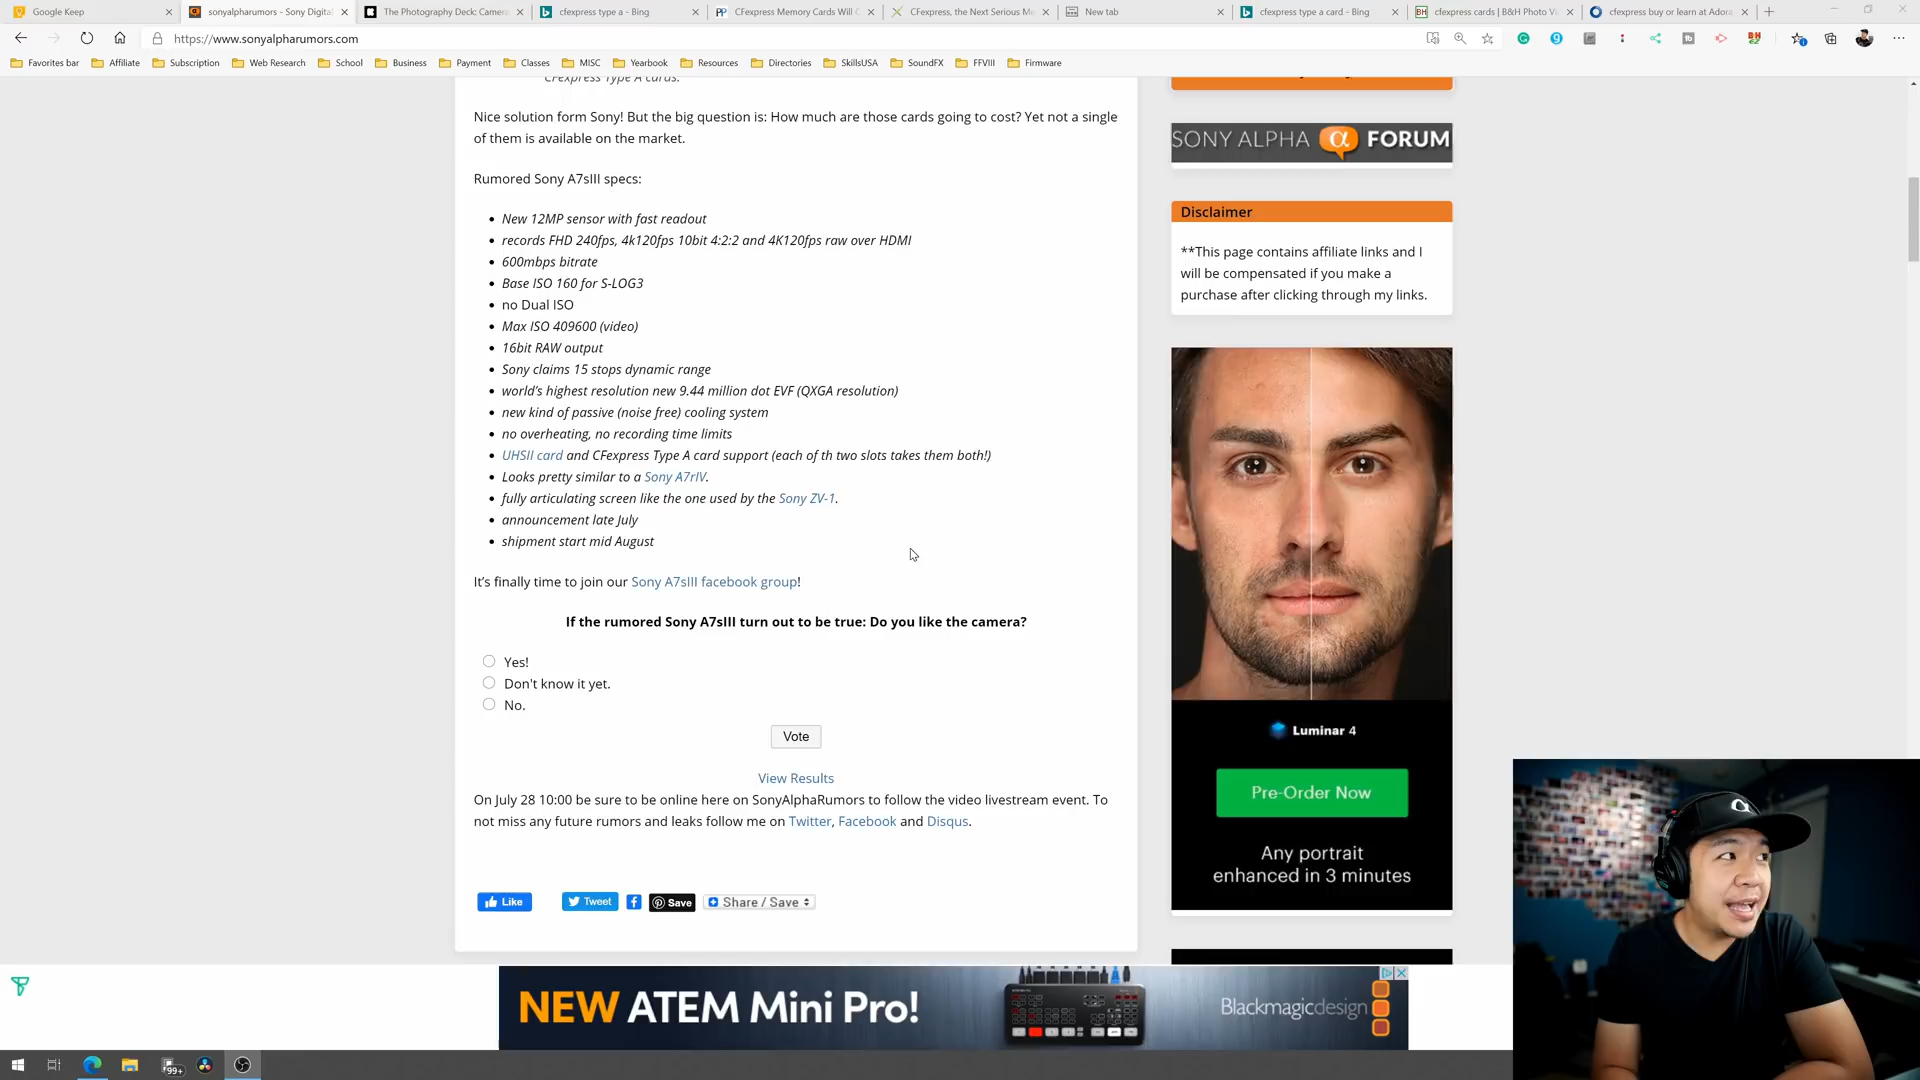 Google Keep
sonyalpharumors - Sony Digita
The Photography Deck: Camer
cfexpress type a - Bing
CFexpress Memory Cards Will C
CFexpress, the Next Serious Me
New tab
cfexpress type a card - Bing
cfexpress cards | B&H Photo Vi
cfexpress buy or learn at Adora
https://www.sonyalpharumors.com
Favorites bar
Affiliate
Subscription
Web Research
School
Business
Payment
Classes
MISC
Yearbook
Resources
Directories
SkillsUSA
SoundFX
FFVIII
Firmware
CFexpress Type A cards.
Nice solution form Sony! But the big question is: How much are those cards going to cost? Yet not a single
of them is available on the market.
Rumored Sony A7sIII specs:
• New 12MP sensor with fast readout
• records FHD 240fps, 4k120fps 10bit 4:2:2 and 4K120fps raw over HDMI
• 600mbps bitrate
• Base ISO 160 for S-LOG3
• no Dual ISO
• Max ISO 409600 (video)
• 16bit RAW output
• Sony claims 15 stops dynamic range
• world's highest resolution new 9.44 million dot EVF (QXGA resolution)
• new kind of passive (noise free) cooling system
• no overheating, no recording time limits
• UHSII card and CFexpress Type A card support (each of th two slots takes them both!)
• Looks pretty similar to a Sony A7rIV.
• fully articulating screen like the one used by the Sony ZV-1.
• announcement late July
• shipment start mid August
It's finally time to join our Sony A7sIII facebook group!
If the rumored Sony A7sIII turn out to be true: Do you like the camera?
Yes!
Don't know it yet.
No.
Vote
View Results
On July 28 10:00 be sure to be online here on SonyAlphaRumors to follow the video livestream event. To
not miss any future rumors and leaks follow me on Twitter, Facebook and Disqus.
Like
Tweet
Save
Share / Save
SONY ALPHA α FORUM
Disclaimer
**This page contains affiliate links and I
will be compensated if you make a
purchase after clicking through my links.
Luminar 4
Pre-Order Now
Any portrait
enhanced in 3 minutes
NEW ATEM Mini Pro!
Blackmagicdesign
99+